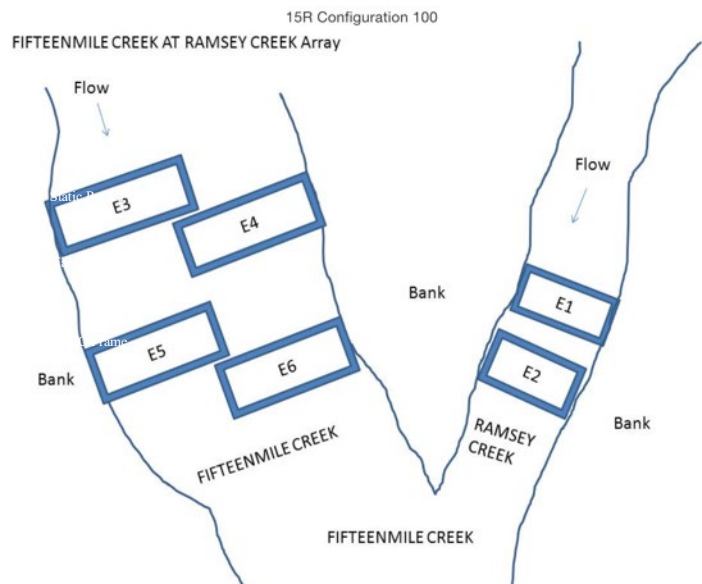 15R Configuration 100
FIFTEENMILE CREEK AT RAMSEY CREEK Array
Flow
Flow
E3
E4
E1
Bank
E5
E6
E2
Bank
Bank
RAMSEY
CREEK
FIFTEENMILE CREEK
FIFTEENMILE CREEK